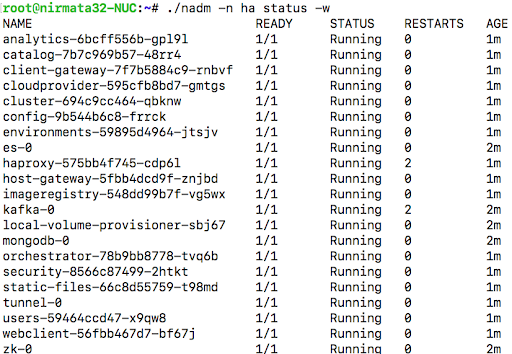 root@nirmata32-NUC:~# ./nadm -n ha status -w
NAME READY STATUS RESTARTS AGE
analytics-6bcff556b-gpl9l 1/1 Running 0 1m
catalog-7b7c969b57-48rr4 1/1 Running 0 1m
client-gateway-7f7b5884c9-rnbvf 1/1 Running 0 1m
cloudprovider-595cfb8bd7-gmtgs 1/1 Running 0 1m
cluster-694c9cc464-qbknw 1/1 Running 0 1m
config-9b544b6c8-frrck 1/1 Running 0 1m
environments-59895d4964-jtsjv 1/1 Running 0 1m
es-0 1/1 Running 0 2m
haproxy-575bb4f745-cdp6l 1/1 Running 2 1m
host-gateway-5fbb4dcd9f-znjbd 1/1 Running 0 1m
imageregistry-548dd99b7f-vg5wx 1/1 Running 0 1m
kafka-0 1/1 Running 2 2m
local-volume-provisioner-sbj67 1/1 Running 0 2m
mongodb-0 1/1 Running 0 2m
orchestrator-78b9bb8778-tvq6b 1/1 Running 0 1m
security-8566c87499-2htkt 1/1 Running 0 1m
static-files-66c8d55759-t98md 1/1 Running 0 1m
tunnel-0 1/1 Running 0 1m
users-59464ccd47-x9qw8 1/1 Running 0 1m
webclient-56fbb467d7-bf67j 1/1 Running 0 1m
zk-0 1/1 Running 0 2m